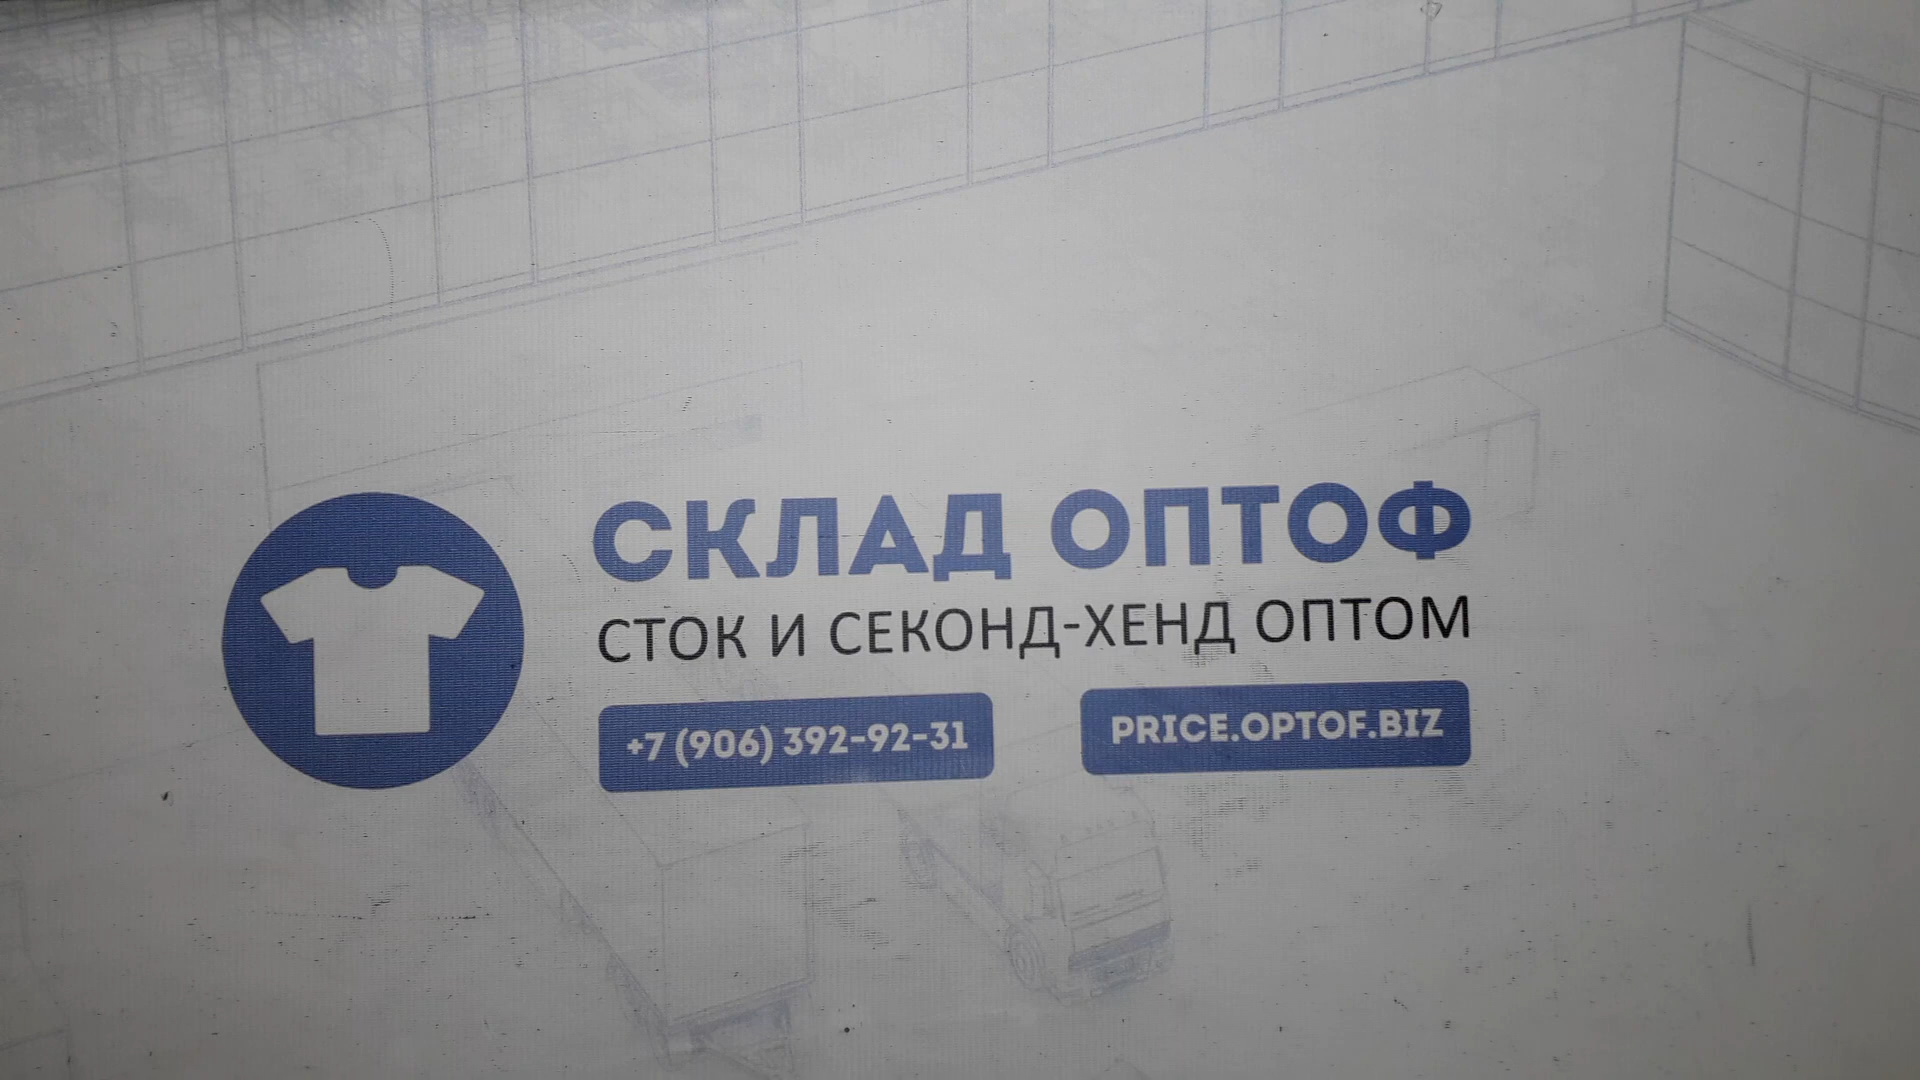 СКЛАД ОПТОФ
СТОК И СЕКОНД-ХЕНД ОПТОМ
+7 (906) 392-92-31
PRICE.OPTOF.BIZ